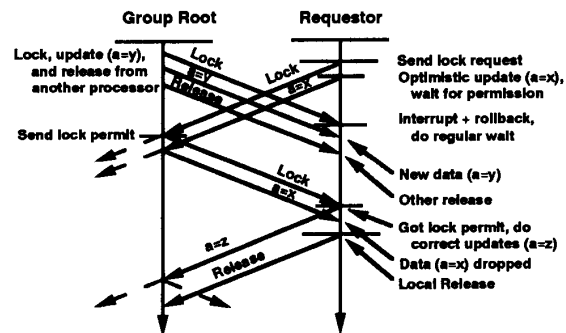 Group Root
Requestor
Lock, update (a=y),
and release from
another processor
Lock
a=Y
Release
Lock
a=X
Send lock request
Optimistic update (a=x),
wait for permission
Interrupt + rollback,
do regular wait
Send lock permit
New data (a=y)
Other release
Lock
a=X
Got lock permit, do
correct updates (a=z)
Data (a=x) dropped
Local Release
a=z
Release